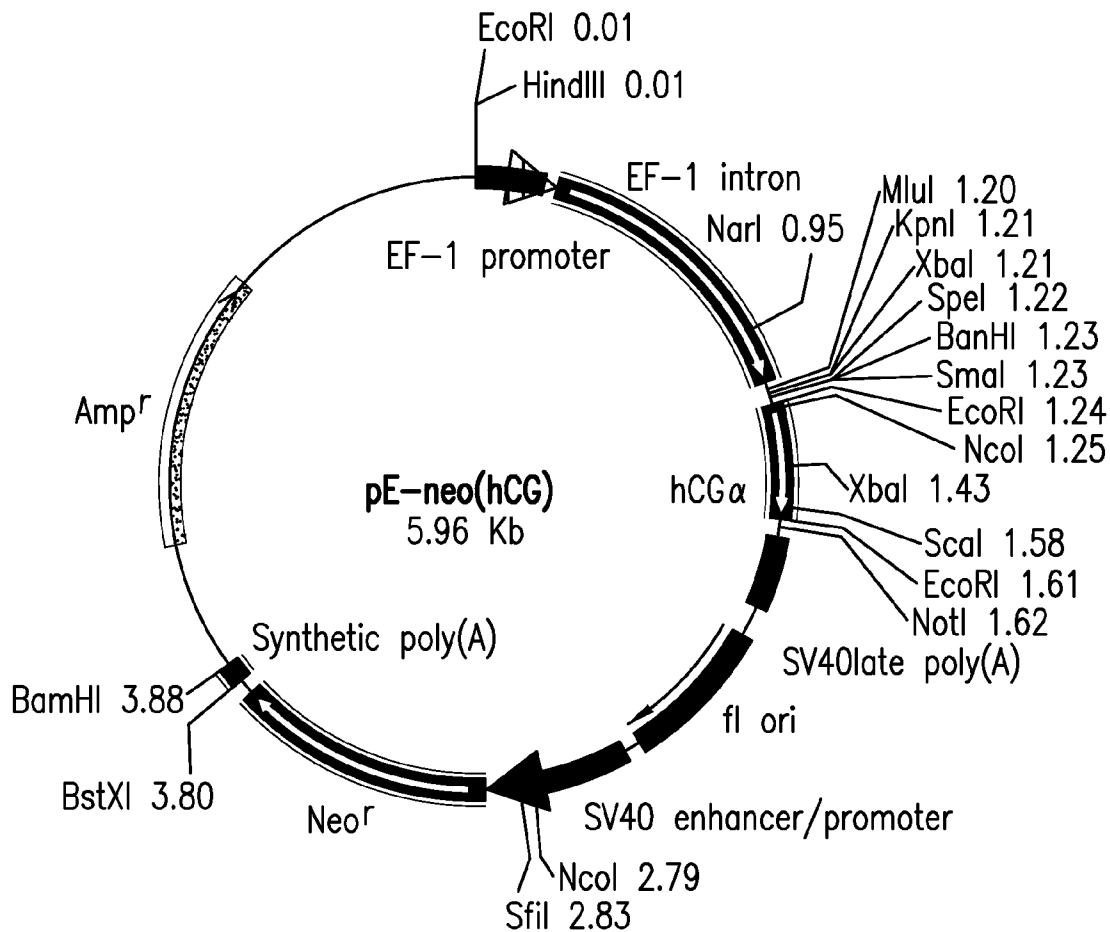 EcoRI 0.01
HindIII 0.01
EF-1 intron
NarI 0.95
EF-1 promoter
MluI 1.20
KpnI 1.21
XbaI 1.21
SpeI 1.22
BanHI 1.23
SmaI 1.23
EcoRI 1.24
NcoI 1.25
Ampr
pE-neo(hCG)
5.96 Kb
hCGα
XbaI 1.43
ScaI 1.58
EcoRI 1.61
NotI 1.62
SV40late poly(A)
fI ori
Synthetic poly(A)
BamHI 3.88
BstXI 3.80
Neor
SV40 enhancer/promoter
NcoI 2.79
SfiI 2.83